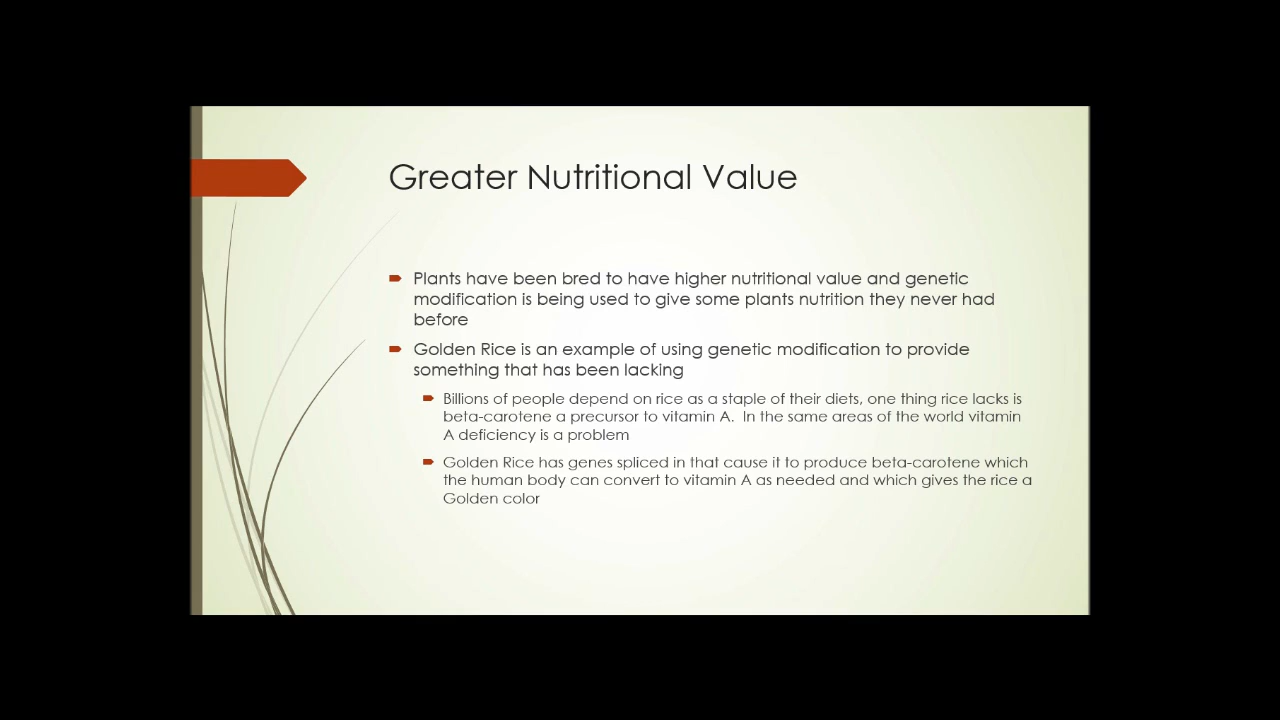 Greater Nutritional Value
Plants have been bred to have higher nutritional value and genetic
modification is being used to give some plants nutrition they never had
before
Golden Rice is an example of using genetic modification to provide
something that has been lacking
Billions of people depend on rice as a staple of their diets, one thing rice lacks is
beta-carotene a precursor to vitamin A.  In the same areas of the world vitamin
A deficiency is a problem
Golden Rice has genes spliced in that cause it to produce beta-carotene which
the human body can convert to vitamin A as needed and which gives the rice a
Golden color